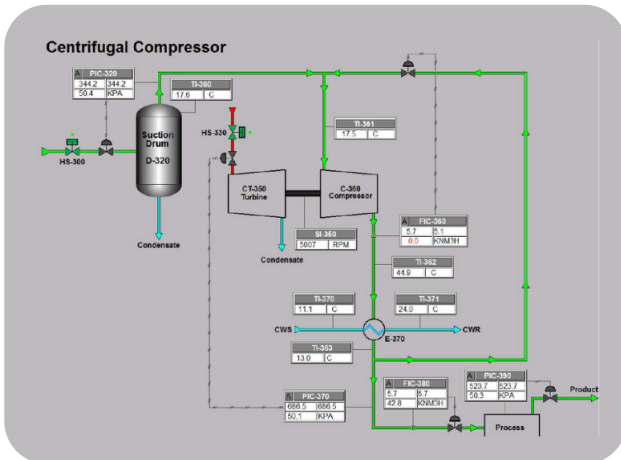 Centrifugal Compressor
A PIC-320
344.2 344.2
50.4 KPA
TI-360
17.6 C
HS-300
Suction
Drum
D-320
Condensate
HS-330
CT-350
Turbine
Condensate
SI-350
5007 RPM
TI-361
17.5 C
C-360
Compressor
A FIC-360
5.7 5.1
0.0 KNM3H
TI-362
44.9 C
TI-370
11.1 C
TI-371
24.0 C
CWS
CWR
E-370
TI-363
13.0 C
A PIC-370
686.5 686.5
50.1 KPA
A FIC-380
5.7 5.7
42.8 KNM3H
A PIC-390
523.7 523.7
50.3 KPA
Product
Process